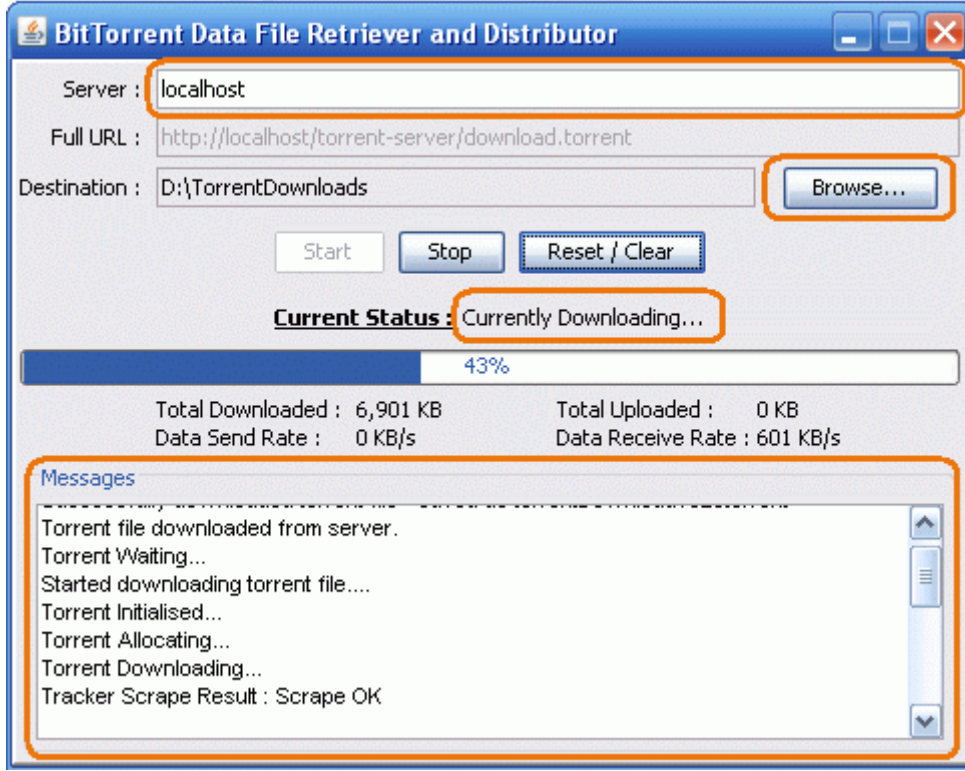 BitTorrent Data File Retriever and Distributor
Server : localhost
Full URL : http://localhost/torrent-server/download.torrent
Destination : D:\TorrentDownloads Browse...
Start Stop Reset / Clear
Current Status : Currently Downloading...
43%
Total Downloaded : 6,901 KB Total Uploaded : 0 KB
Data Send Rate : 0 KB/s Data Receive Rate : 601 KB/s
Messages
Torrent file downloaded from server.
Torrent Waiting...
Started downloading torrent file....
Torrent Initialised...
Torrent Allocating...
Torrent Downloading...
Tracker Scrape Result : Scrape OK